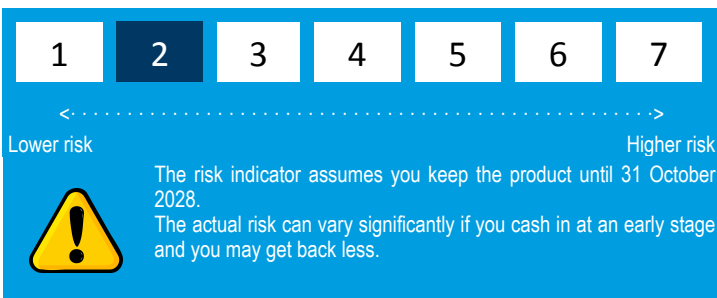 1 2 3 4 5 6 7
<· · · · · · · · · · · · · · · · · · · · · · · · · · · · · · · · · · · · · · · · · · · · · · · · · · · ·>
Lower risk Higher risk
The risk indicator assumes you keep the product until 31 October
2028.
The actual risk can vary significantly if you cash in at an early stage
and you may get back less.